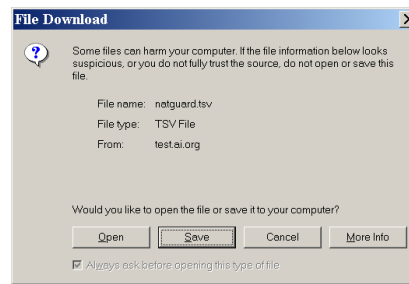 File Download
Some files can harm your computer. If the file information below looks
suspicious, or you do not fully trust the source, do not open or save this
file.
File name: natguard.tsv
File type: TSV File
From: test.ai.org
Would you like to open the file or save it to your computer?
Open Save Cancel More Info
Always ask before opening this type of file